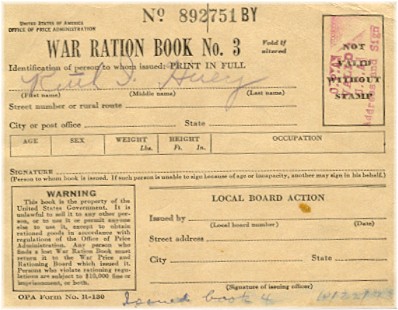 UNITED STATES OF AMERICA
OFFICE OF PRICE ADMINISTRATION
No 892751 BY
WAR RATION BOOK No. 3
Void if altered
Identification of person to whom issued: PRINT IN FULL
(First name) (Middle name) (Last name)
Street number or rural route
City or post office State
AGE SEX WEIGHT Lbs. HEIGHT Ft. In. OCCUPATION
NOT VALID WITHOUT STAMP
Address and Sign
SIGNATURE
(Person to whom book is issued. If such person is unable to sign because of age or incapacity, another may sign in his behalf.)
WARNING
This book is the property of the
United States Government. It is
unlawful to sell it to any other
person, or to use it or permit anyone
else to use it, except to obtain
rationed goods in accordance with
regulations of the Office of Price
Administration. Any person who
finds a lost War Ration Book must
return it to the War Price and
Rationing Board which issued it.
Persons who violate rationing regulations
are subject to $10,000 fine
or imprisonment, or both.
LOCAL BOARD ACTION
Issued by
(Local board number) (Date)
Street address
City State
(Signature of issuing officer)
OPA Form No. R-130
Issued book 4